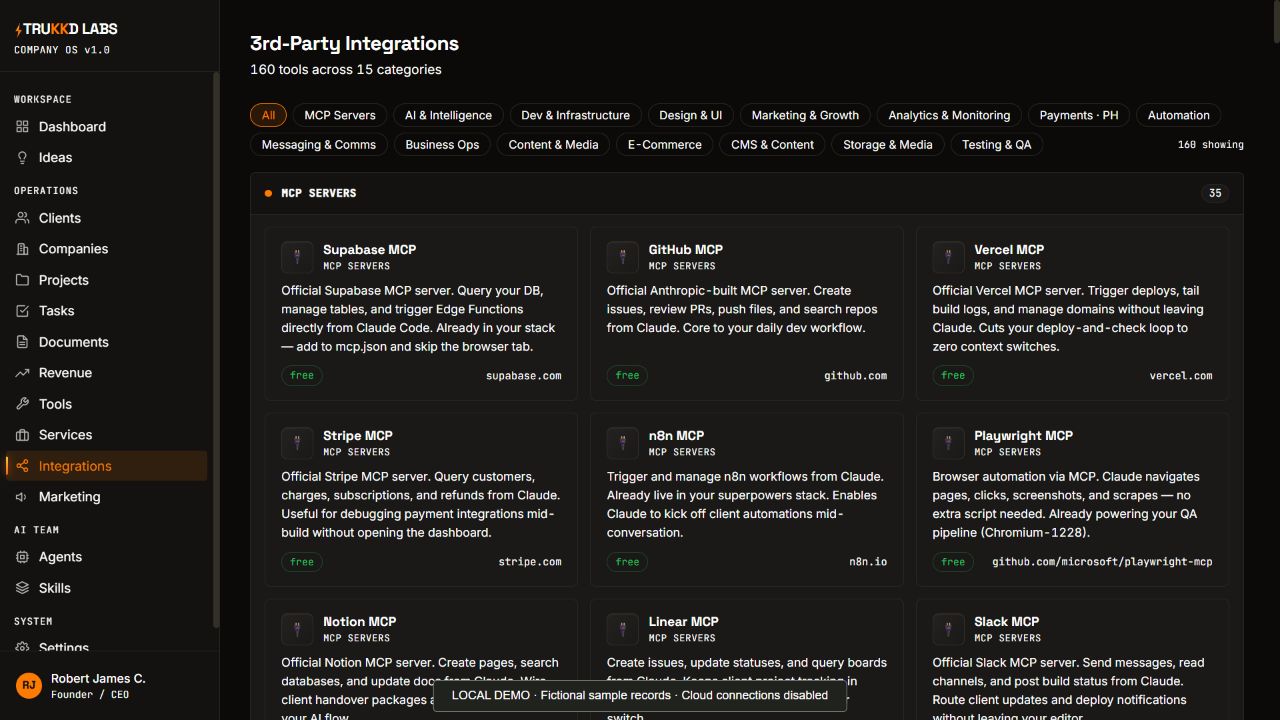 TRUKKD LABS
COMPANY OS v1.0
WORKSPACE
Dashboard
Ideas
OPERATIONS
Clients
Companies
Projects
Tasks
Documents
Revenue
Tools
Services
Integrations
Marketing
AI TEAM
Agents
Skills
SYSTEM
Settings
RJ
Robert James C.
Founder / CEO
3rd-Party Integrations
160 tools across 15 categories
All
MCP Servers
AI & Intelligence
Dev & Infrastructure
Design & UI
Marketing & Growth
Analytics & Monitoring
Payments · PH
Automation
Messaging & Comms
Business Ops
Content & Media
E-Commerce
CMS & Content
Storage & Media
Testing & QA
160 showing
MCP SERVERS
35
Supabase MCP
MCP SERVERS
Official Supabase MCP server. Query your DB,
manage tables, and trigger Edge Functions
directly from Claude Code. Already in your stack
— add to mcp.json and skip the browser tab.
free
supabase.com
GitHub MCP
MCP SERVERS
Official Anthropic-built MCP server. Create
issues, review PRs, push files, and search repos
from Claude. Core to your daily dev workflow.
free
github.com
Vercel MCP
MCP SERVERS
Official Vercel MCP server. Trigger deploys, tail
build logs, and manage domains without leaving
Claude. Cuts your deploy-and-check loop to
zero context switches.
free
vercel.com
Stripe MCP
MCP SERVERS
Official Stripe MCP server. Query customers,
charges, subscriptions, and refunds from Claude.
Useful for debugging payment integrations mid-
build without opening the dashboard.
free
stripe.com
n8n MCP
MCP SERVERS
Trigger and manage n8n workflows from Claude.
Already live in your superpowers stack. Enables
Claude to kick off client automations mid-
conversation.
free
n8n.io
Playwright MCP
MCP SERVERS
Browser automation via MCP. Claude navigates
pages, clicks, screenshots, and scrapes — no
extra script needed. Already powering your QA
pipeline (Chromium-1228).
free
github.com/microsoft/playwright-mcp
Notion MCP
MCP SERVERS
Official Notion MCP server. Create pages, search
databases, and update docs from Claude. Wire
client handover packages
your AI flow.
Linear MCP
MCP SERVERS
Create issues, update statuses, and query boards
from Claude. Keeps client project tracking in
switch.
Slack MCP
MCP SERVERS
Official Slack MCP server. Send messages, read
channels, and post build status from Claude.
Route client updates and deploy notifications
without leaving your editor.
LOCAL DEMO · Fictional sample records · Cloud connections disabled